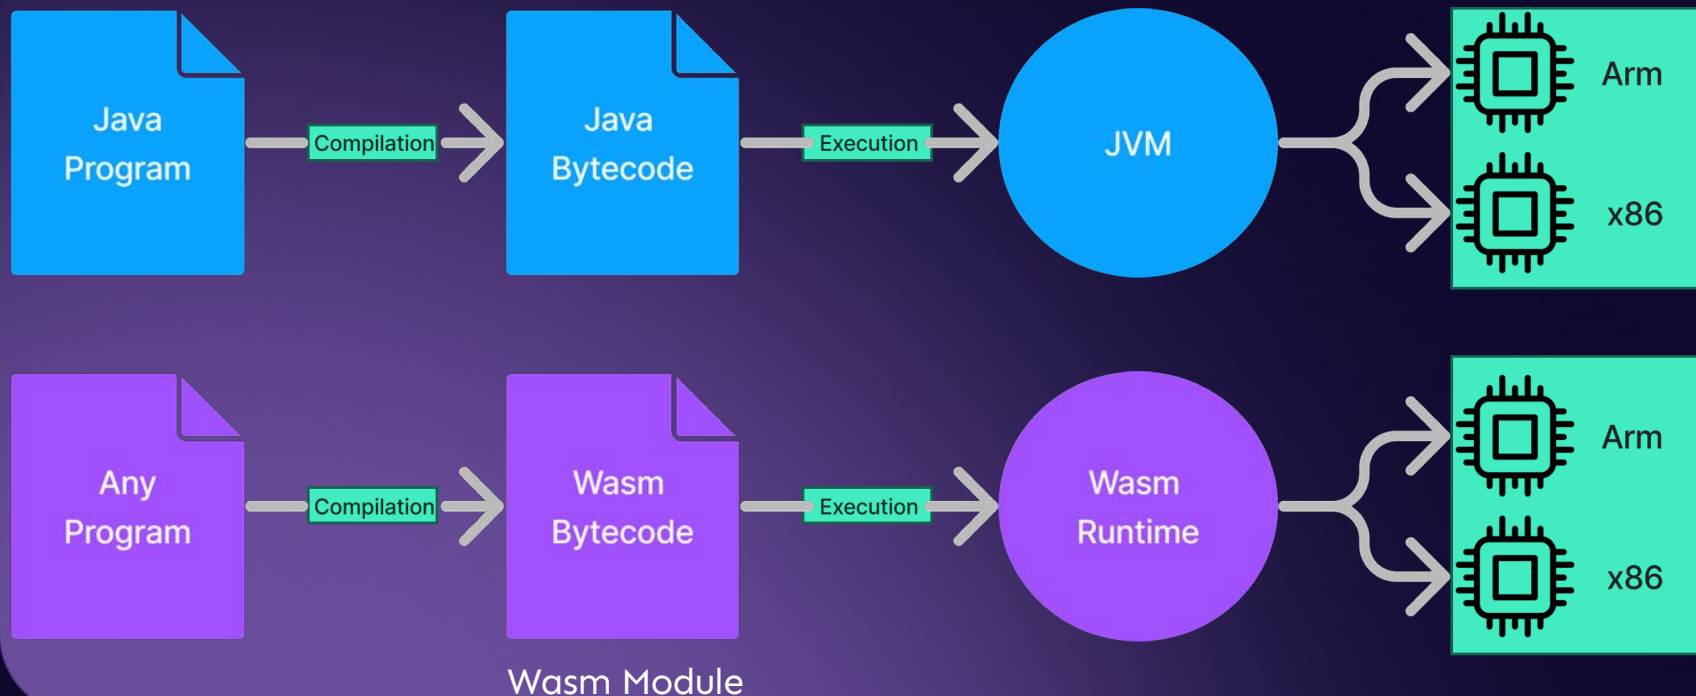 Java
Program
Compilation
Java
Bytecode
Execution
JVM
Arm
x86
Any
Program
Compilation
Wasm
Bytecode
Execution
Wasm
Runtime
Arm
x86
Wasm Module